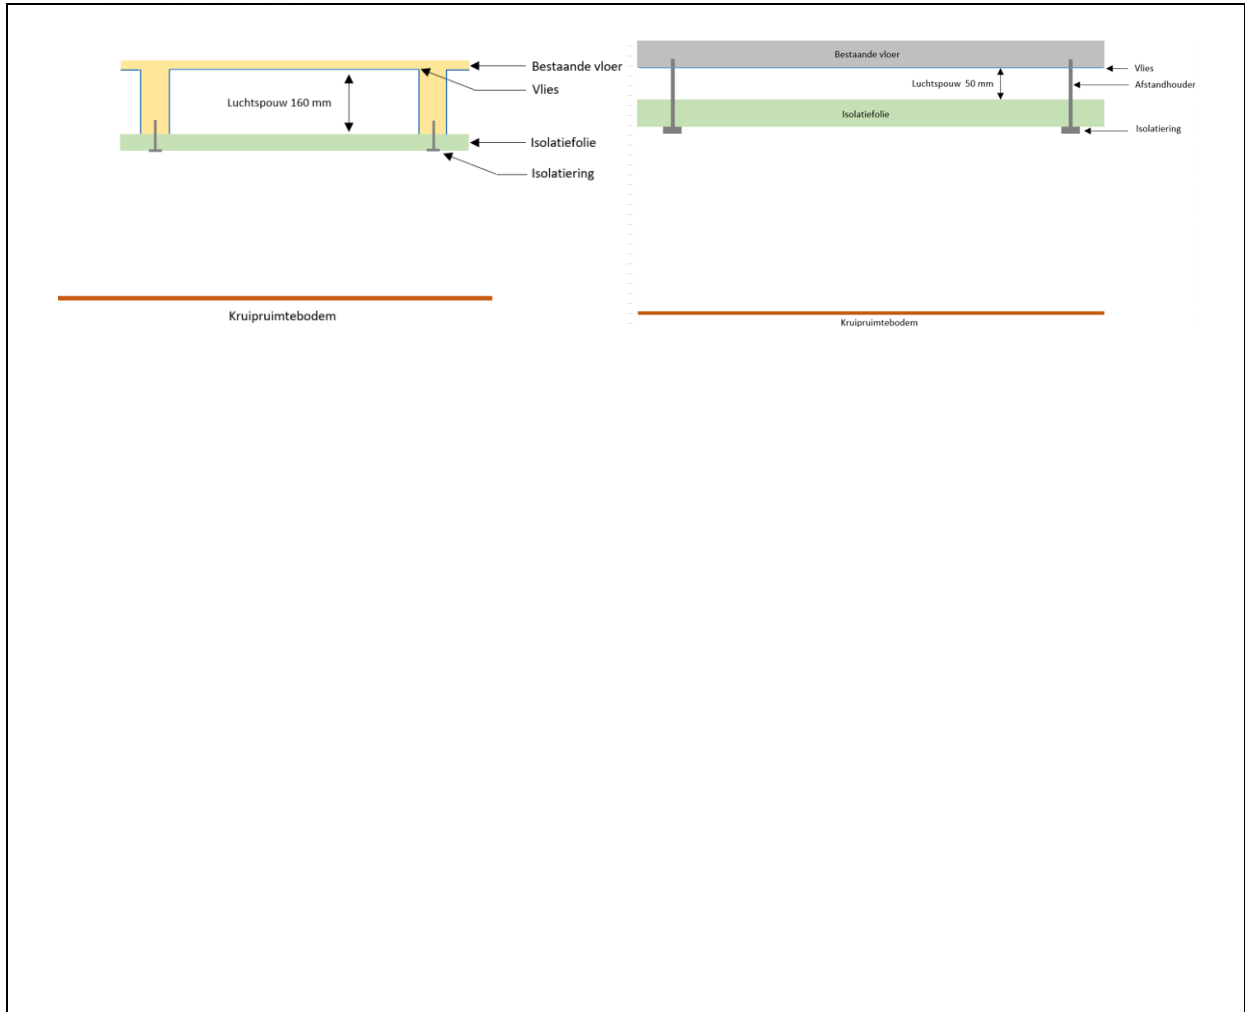 Bestaande vloer
Vlies
Luchtspouw 160 mm
Isolatiefolie
Isolatiering
Kruipruimtebodem
Bestaande vloer
Vlies
Luchtspouw 50 mm
Afstandhouder
Isolatiefolie
Isolatiering
Kruipruimtebodem